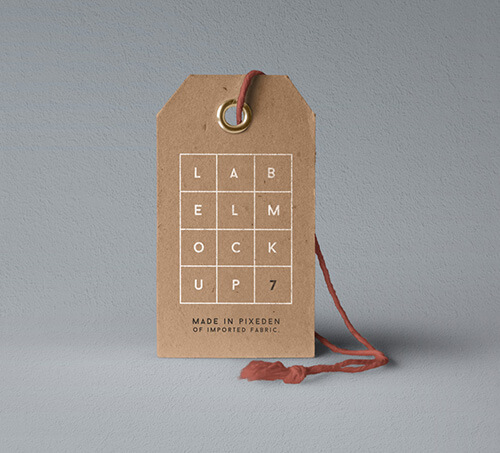 L A B
E L M
O C K
U P 7
MADE IN PIXEDEN
OF IMPORTED FABRIC.